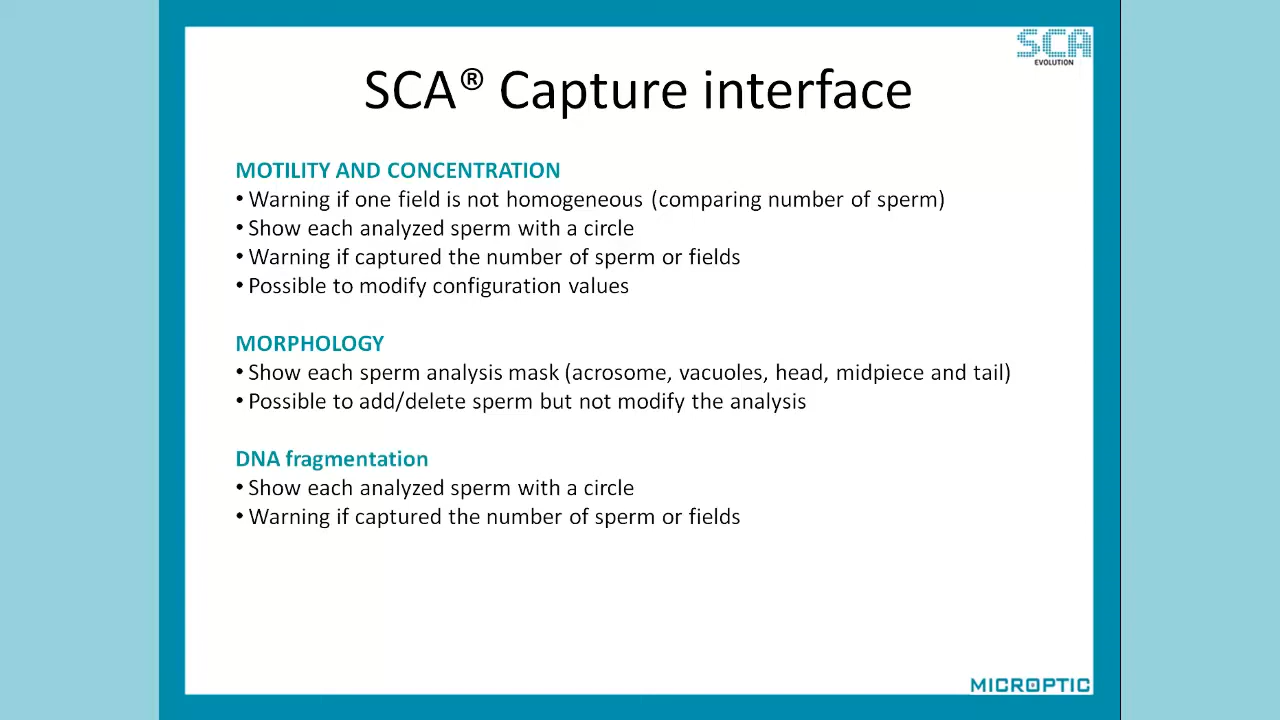 SCA
EVOLUTION
SCA® Capture interface
MOTILITY AND CONCENTRATION
• Warning if one field is not homogeneous (comparing number of sperm)
• Show each analyzed sperm with a circle
• Warning if captured the number of sperm or fields
• Possible to modify configuration values
MORPHOLOGY
• Show each sperm analysis mask (acrosome, vacuoles, head, midpiece and tail)
• Possible to add/delete sperm but not modify the analysis
DNA fragmentation
• Show each analyzed sperm with a circle
• Warning if captured the number of sperm or fields
MICROPTIC